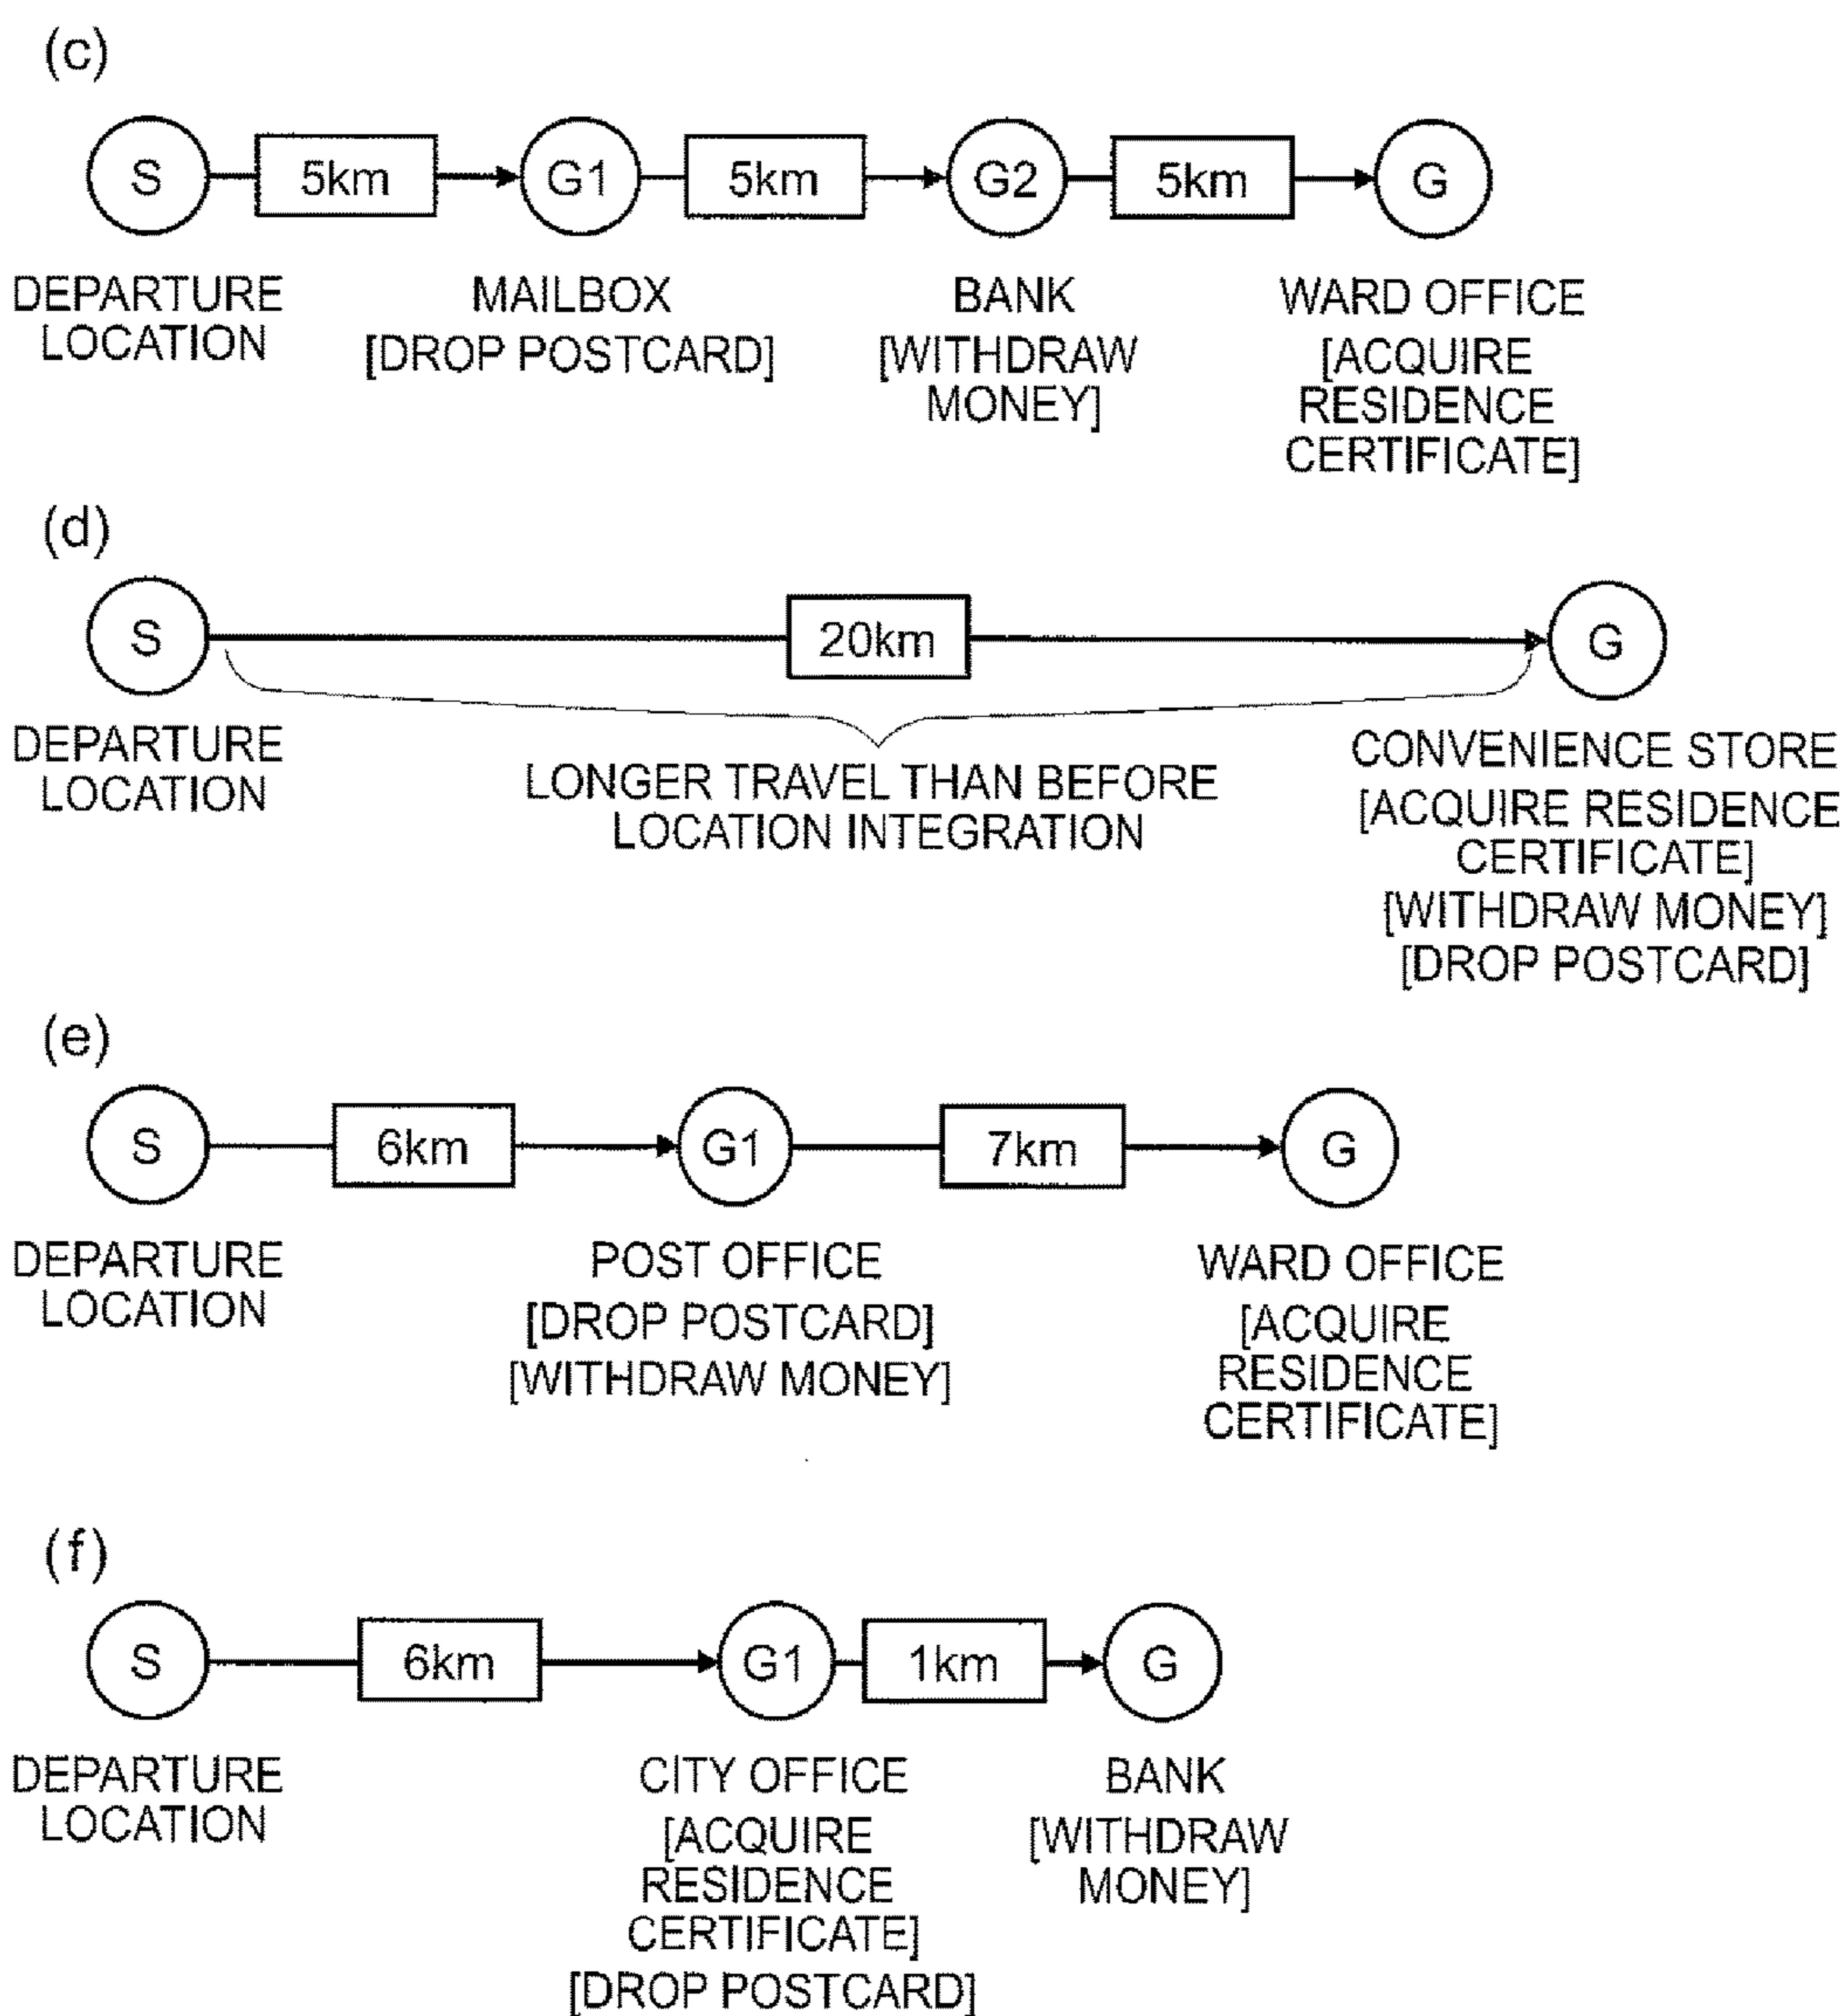 (c)
S 5km G1 5km G2 5km G
DEPARTURE LOCATION
MAILBOX
[DROP POSTCARD]
BANK
[WITHDRAW
MONEY]
WARD OFFICE
[ACQUIRE
RESIDENCE
CERTIFICATE]
(d)
S 20km G
DEPARTURE
LOCATION
LONGER TRAVEL THAN BEFORE
LOCATION INTEGRATION
CONVENIENCE STORE
[ACQUIRE RESIDENCE
CERTIFICATE]
[WITHDRAW MONEY]
[DROP POSTCARD]
(e)
S 6km G1 7km G
DEPARTURE
LOCATION
POST OFFICE
[DROP POSTCARD]
[WITHDRAW MONEY]
WARD OFFICE
[ACQUIRE
RESIDENCE
CERTIFICATE]
(f)
S 6km G1 1km G
DEPARTURE
LOCATION
CITY OFFICE
[ACQUIRE
RESIDENCE
CERTIFICATE]
[DROP POSTCARD]
BANK
[WITHDRAW
MONEY]